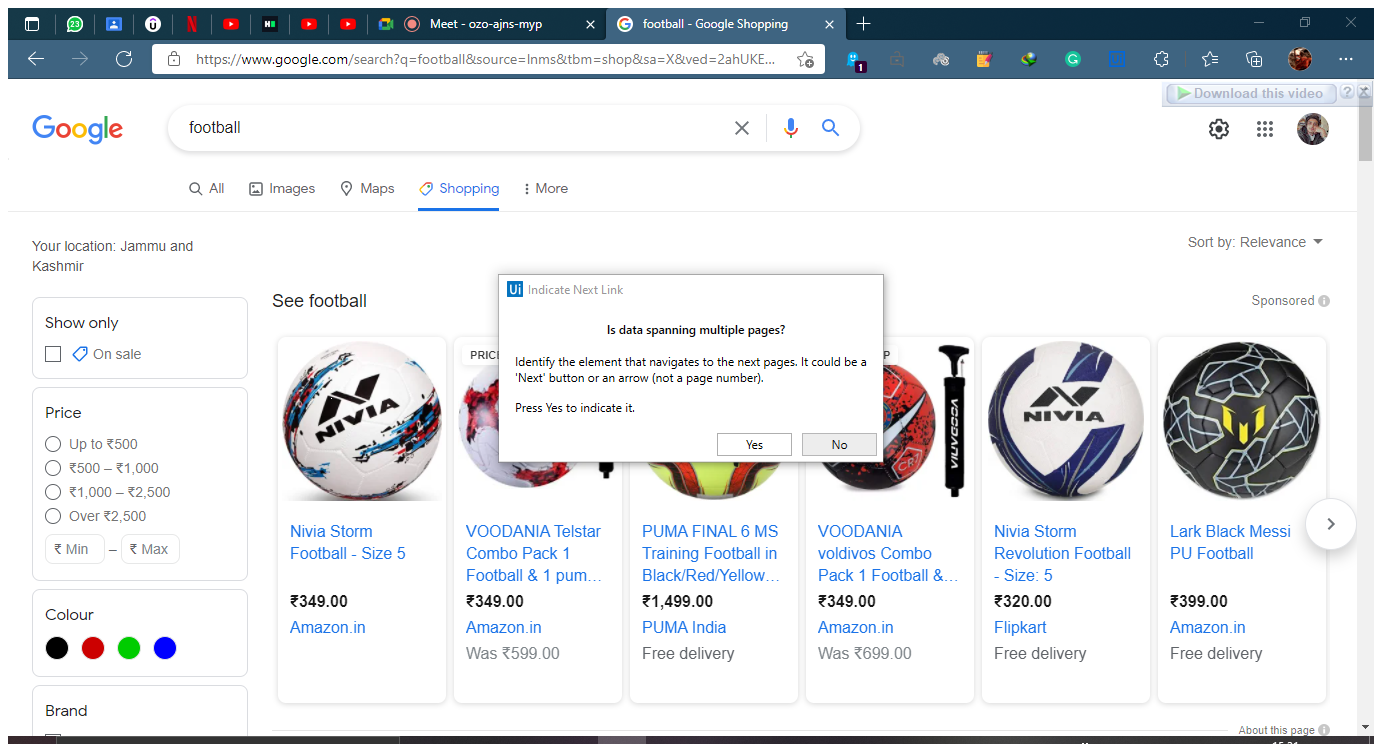 23
Meet - ozo-ajns-myp
football - Google Shopping
https://www.google.com/search?q=football&source=lnms&tbm=shop&sa=X&ved=2ahUKE...
1
Download this video
?
Google
football
All
Images
Maps
Shopping
More
Your location: Jammu and
Kashmir
Sort by: Relevance
See football
Sponsored
Show only
On sale
Price
Up to ₹500
₹500 – ₹1,000
₹1,000 – ₹2,500
Over ₹2,500
₹ Min – ₹ Max
Colour
Brand
Ui Indicate Next Link
Is data spanning multiple pages?
Identify the element that navigates to the next pages. It could be a
'Next' button or an arrow (not a page number).
Press Yes to indicate it.
Yes
No
NIVIA
CR7
VOODANIA
NIVIA
Nivia Storm
Football - Size 5
₹349.00
Amazon.in
VOODANIA Telstar
Combo Pack 1
Football & 1 pum...
₹349.00
Amazon.in
Was ₹599.00
PUMA FINAL 6 MS
Training Football in
Black/Red/Yellow...
₹1,499.00
PUMA India
Free delivery
VOODANIA
voldivos Combo
Pack 1 Football &...
₹349.00
Amazon.in
Was ₹699.00
Nivia Storm
Revolution Football
- Size: 5
₹320.00
Flipkart
Free delivery
Lark Black Messi
PU Football
₹399.00
Amazon.in
Free delivery
About this page